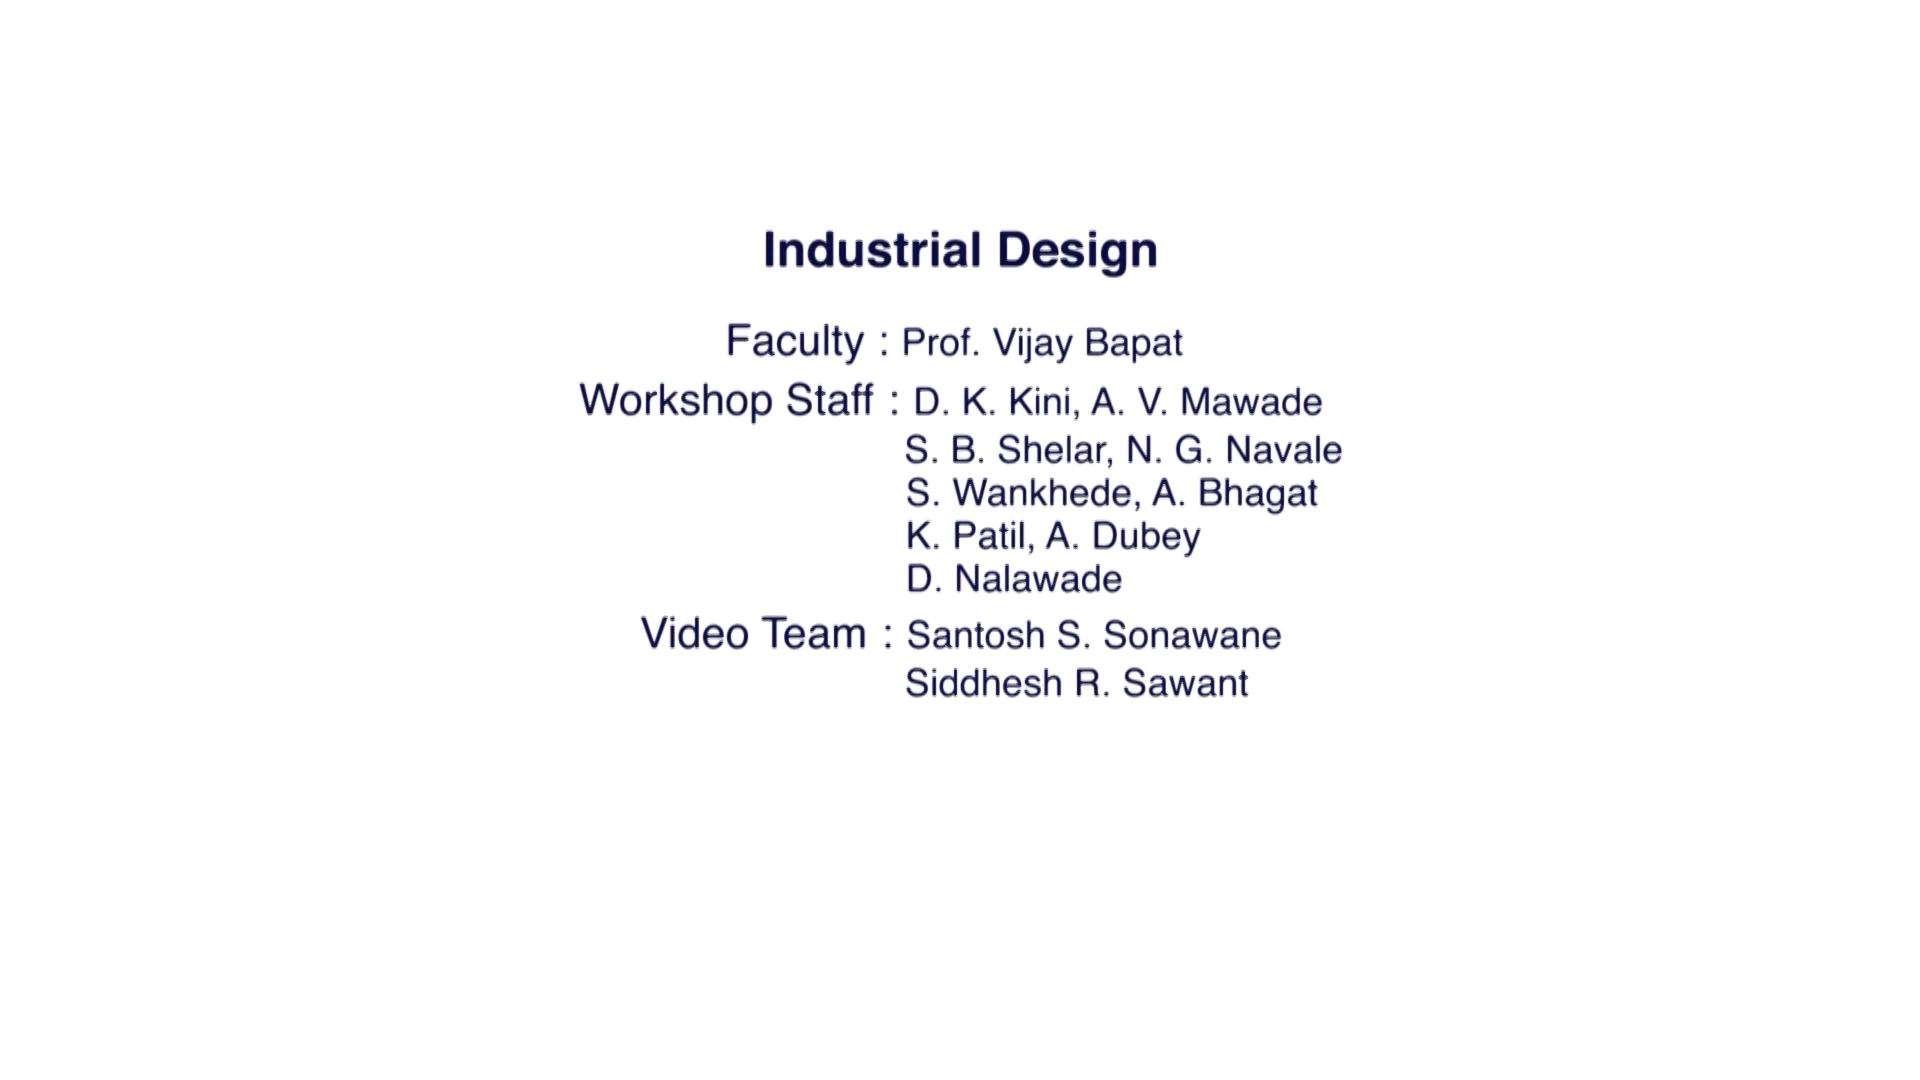 Industrial Design
Faculty : Prof. Vijay Bapat
Workshop Staff : D. K. Kini, A. V. Mawade
S. B. Shelar, N. G. Navale
S. Wankhede, A. Bhagat
K. Patil, A. Dubey
D. Nalawade
Video Team : Santosh S. Sonawane
Siddhesh R. Sawant